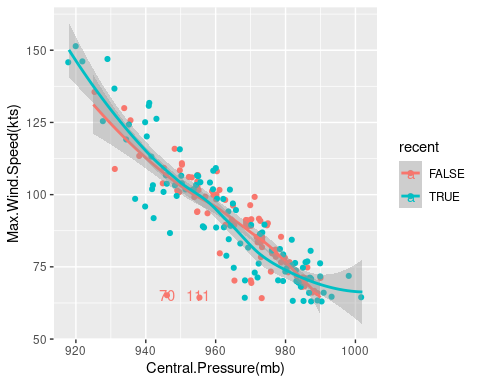 150
125
100
75
50
Max.Wind.Speed(kts)
70 111
920 940 960 980 1000
Central.Pressure(mb)
recent
a FALSE
a TRUE